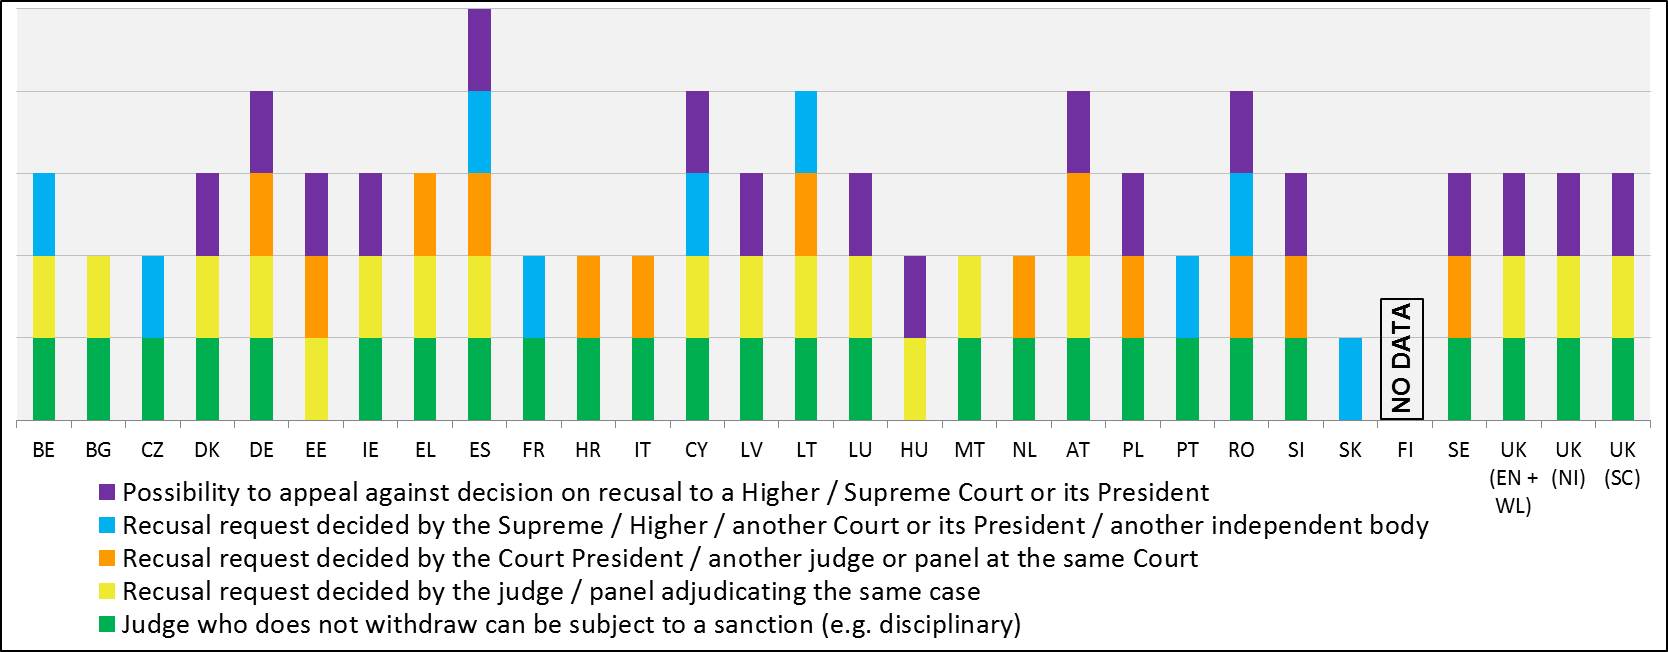 NO DATA
BE BG CZ DK DE EE IE EL ES FR HR IT CY LV LT LU HU MT NL AT PL PT RO SI SK FI SE UK UK UK
(EN + (NI) (SC)
WL)
Possibility to appeal against decision on recusal to a Higher / Supreme Court or its President
Recusal request decided by the Supreme / Higher / another Court or its President / another independent body
Recusal request decided by the Court President / another judge or panel at the same Court
Recusal request decided by the judge / panel adjudicating the same case
Judge who does not withdraw can be subject to a sanction (e.g. disciplinary)